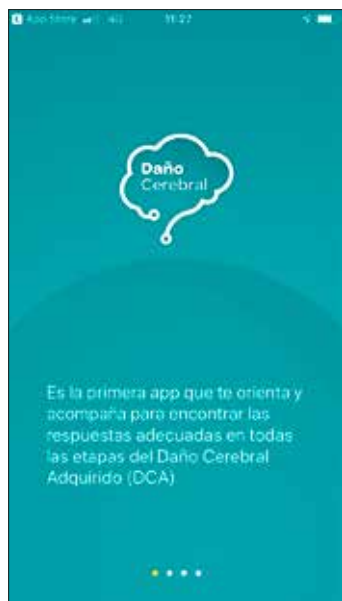 App Store 4G 11:27
Daño
Cerebral
Es la primera app que te orienta y
acompaña para encontrar las
respuestas adecuadas en todas
las etapas del Daño Cerebral
Adquirido (DCA)